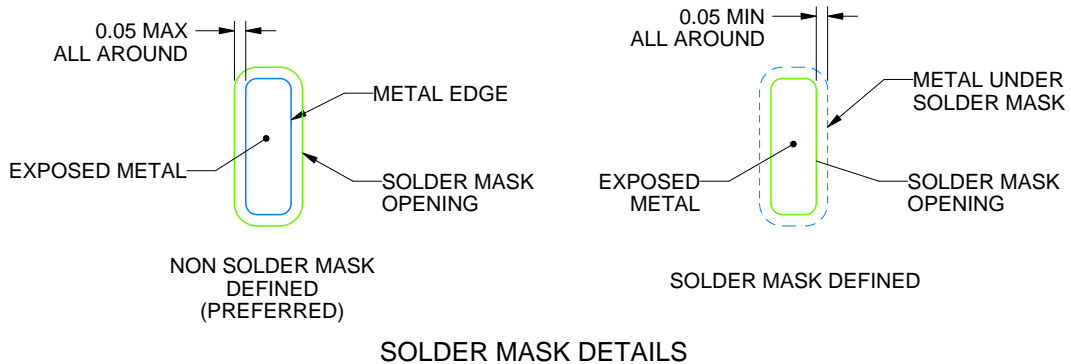 0.05 MAX
ALL AROUND
METAL EDGE
EXPOSED METAL
SOLDER MASK
OPENING
NON SOLDER MASK
DEFINED
(PREFERRED)
0.05 MIN
ALL AROUND
METAL UNDER
SOLDER MASK
EXPOSED
METAL
SOLDER MASK
OPENING
SOLDER MASK DEFINED
SOLDER MASK DETAILS